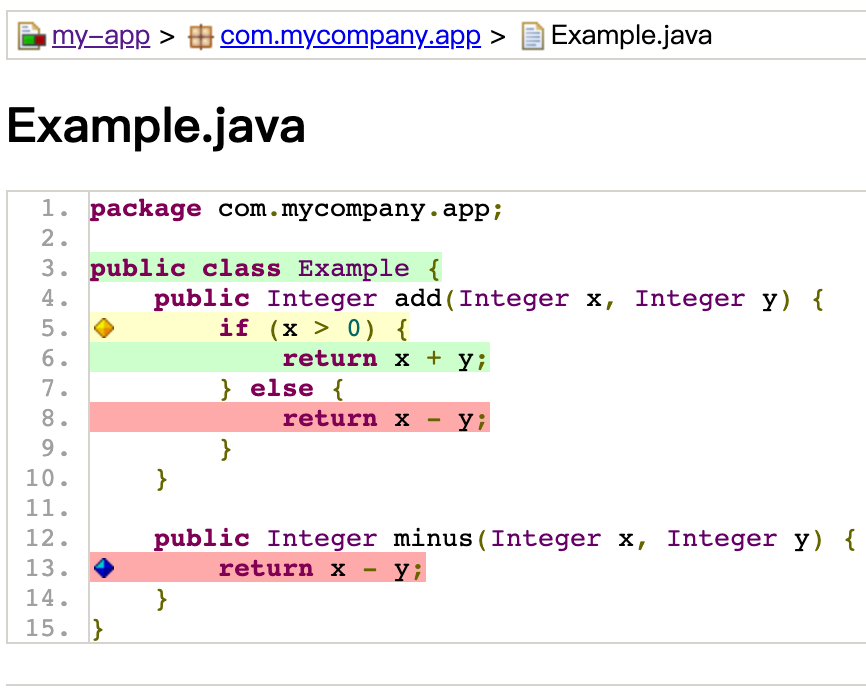 my-app > com.mycompany.app > Example.java
Example.java
1. package com.mycompany.app;
2.
3. public class Example {
4.     public Integer add(Integer x, Integer y) {
5.         if (x > 0) {
6.             return x + y;
7.         } else {
8.             return x - y;
9.         }
10.     }
11.
12.     public Integer minus(Integer x, Integer y) {
13.         return x - y;
14.     }
15. }